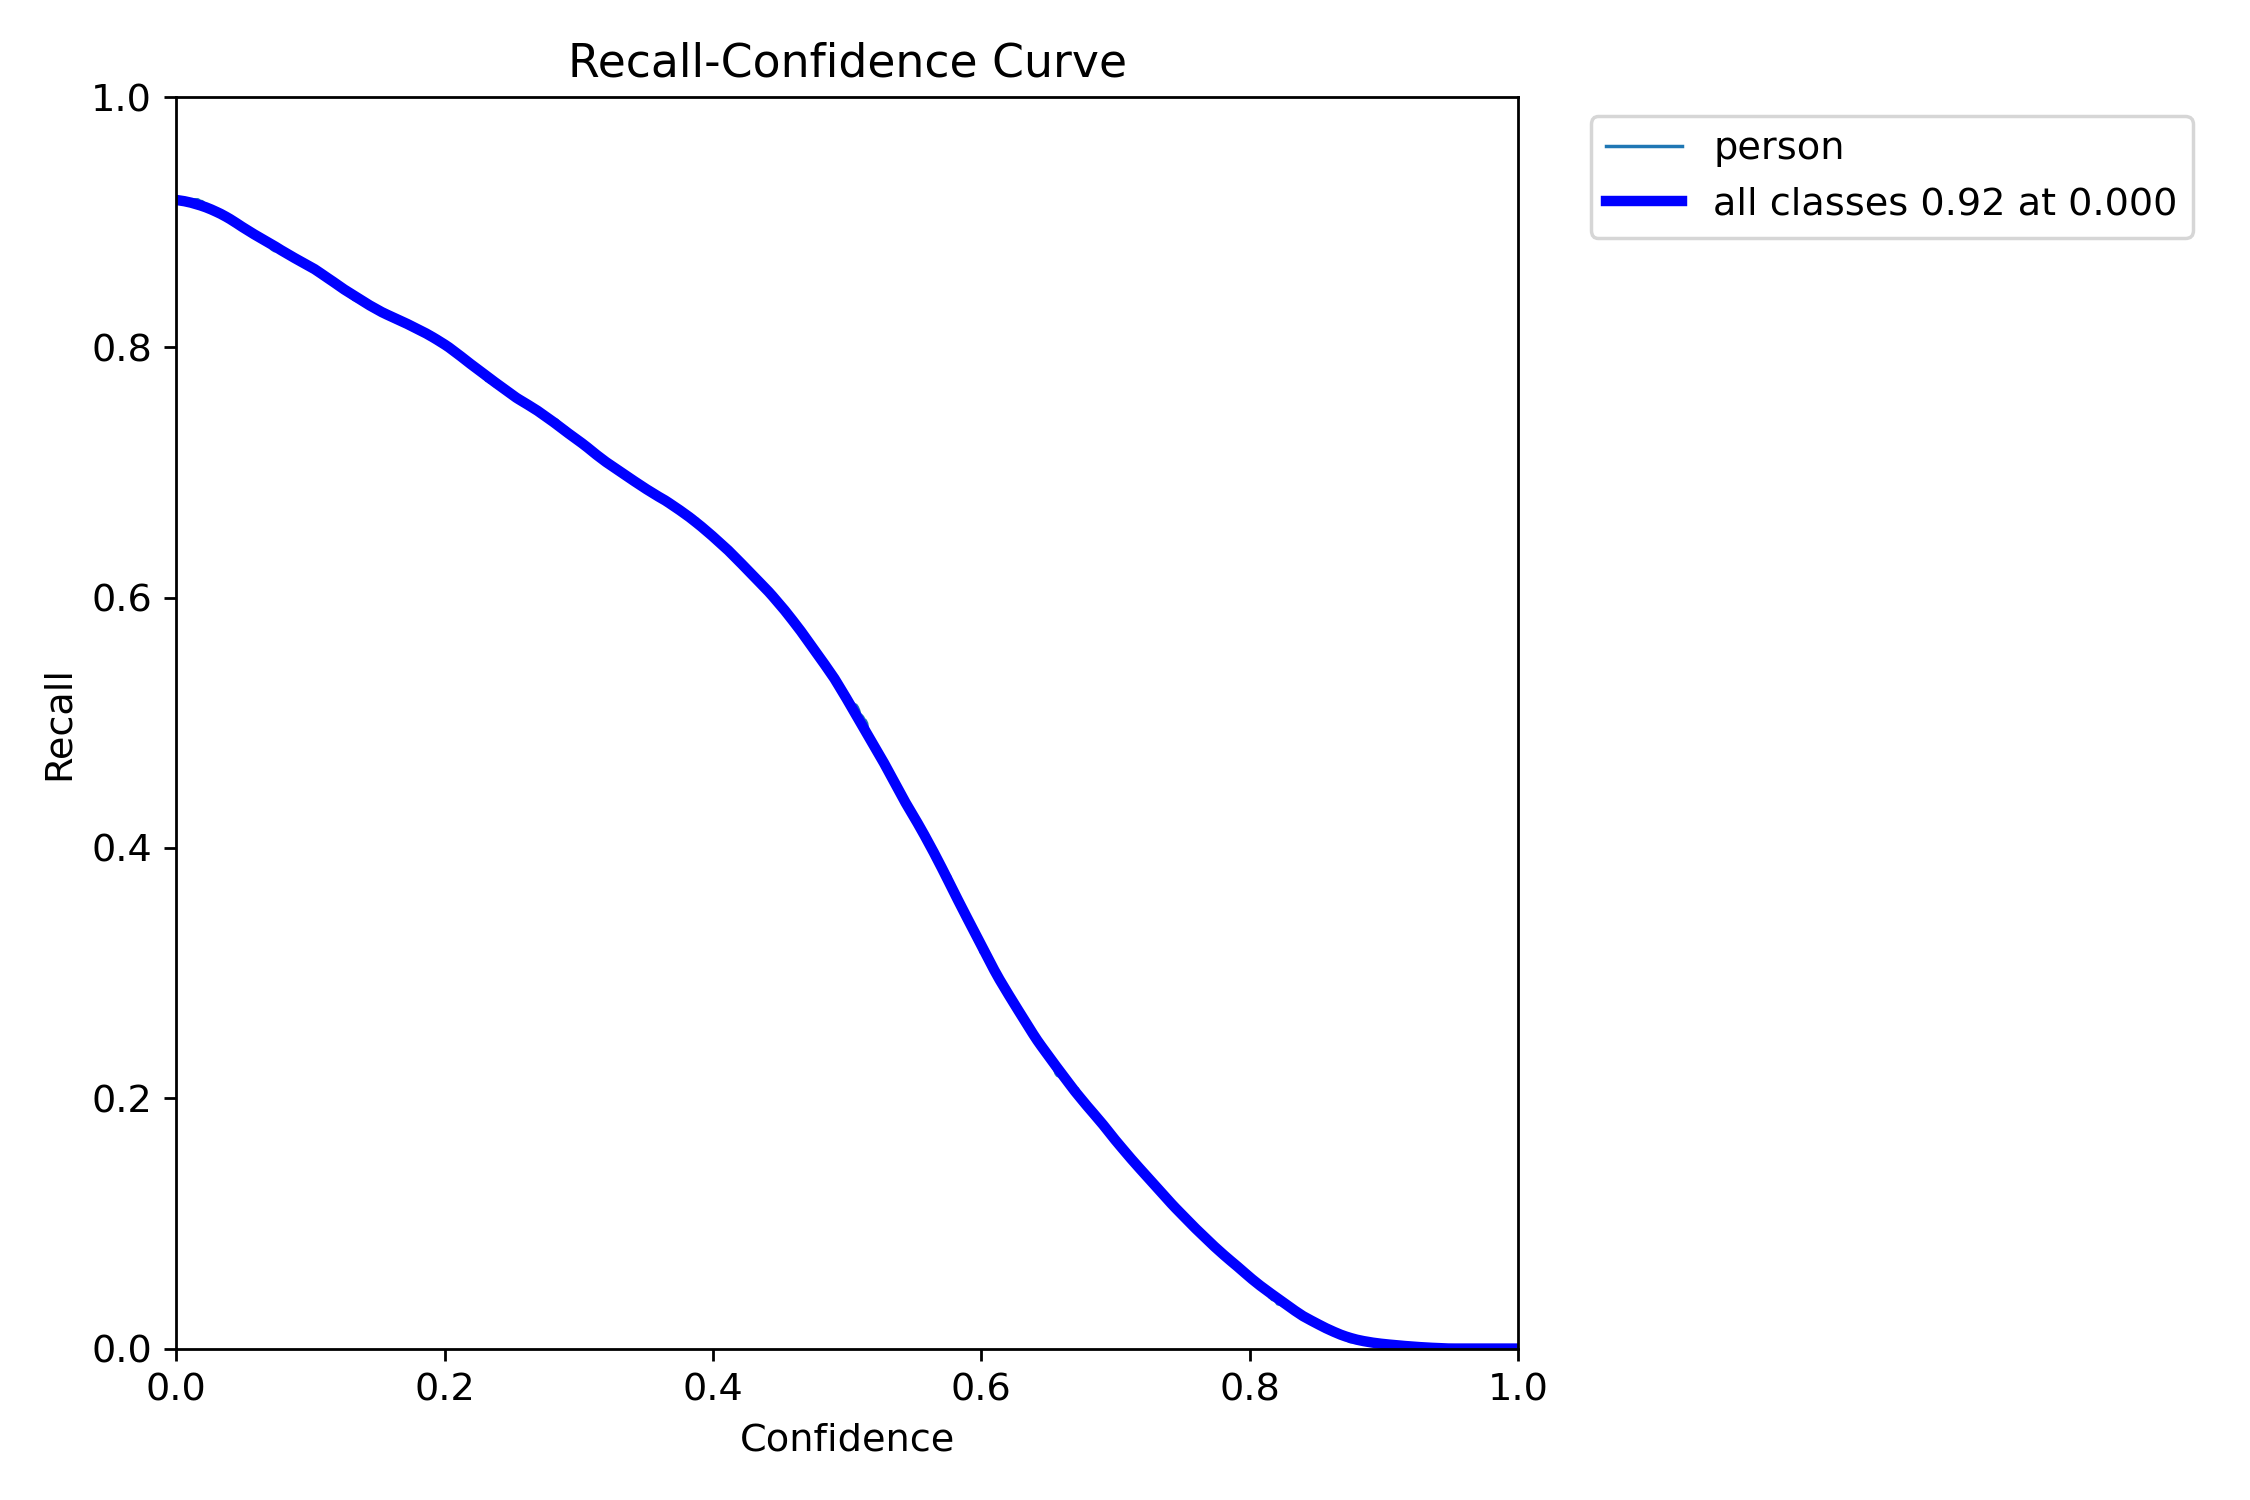 Recall-Confidence Curve
person
all classes 0.92 at 0.000
1.0
0.8
0.6
0.4
0.2
0.0
Recall
0.0 0.2 0.4 0.6 0.8 1.0
Confidence